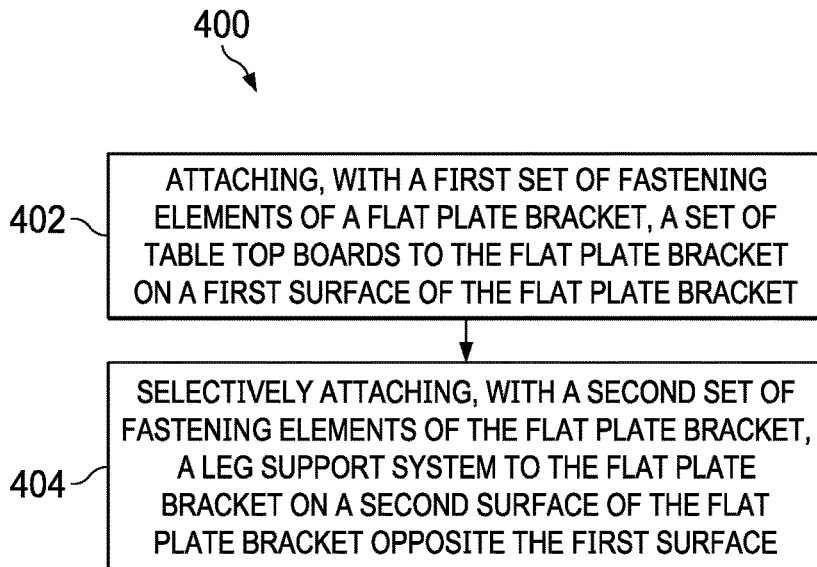 400
402
ATTACHING, WITH A FIRST SET OF FASTENING
ELEMENTS OF A FLAT PLATE BRACKET, A SET OF
TABLE TOP BOARDS TO THE FLAT PLATE BRACKET
ON A FIRST SURFACE OF THE FLAT PLATE BRACKET
404
SELECTIVELY ATTACHING, WITH A SECOND SET OF
FASTENING ELEMENTS OF THE FLAT PLATE BRACKET,
A LEG SUPPORT SYSTEM TO THE FLAT PLATE
BRACKET ON A SECOND SURFACE OF THE FLAT
PLATE BRACKET OPPOSITE THE FIRST SURFACE